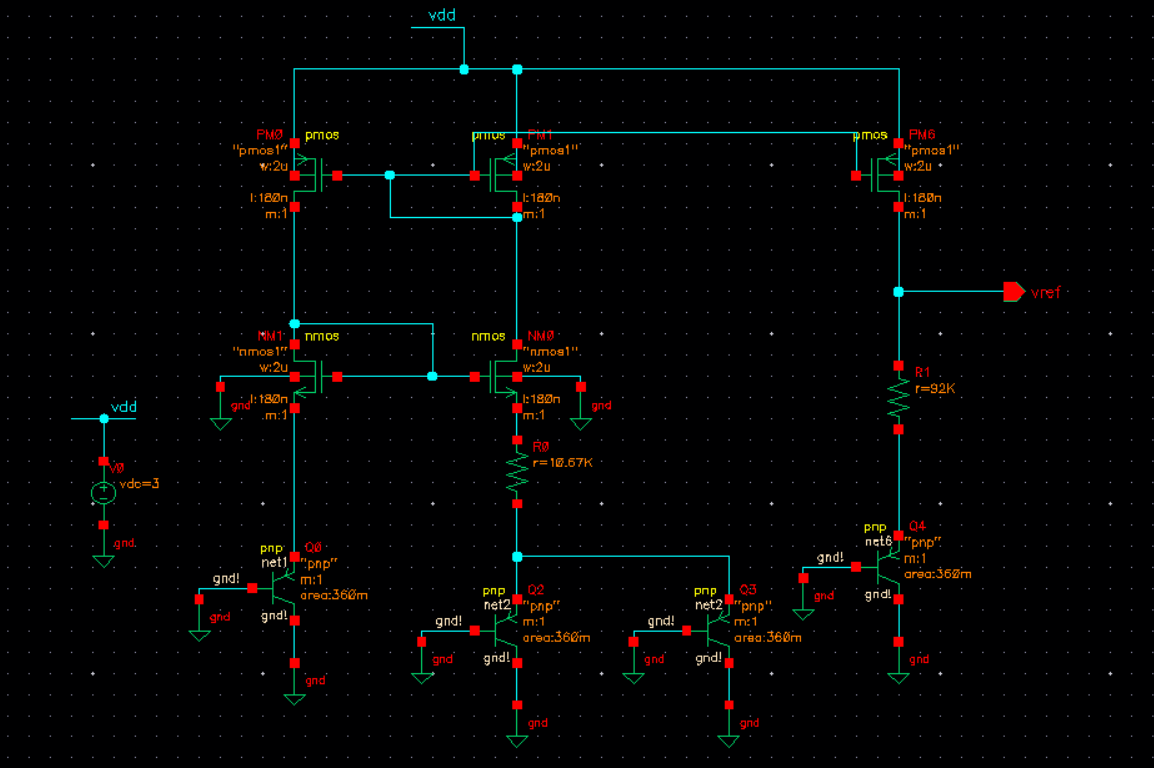 vdd
PM0 pmos
"pmos1"
w:2u
l:180n
m:1
pmos PM1
"pmos1"
w:2u
l:180n
m:1
pmos PM6
"pmos1"
w:2u
l:180n
m:1
vref
NM1 nmos
"nmos1"
w:2u
l:180n
m:1
gnd
nmos NM0
"nmos1"
w:2u
l:180n
m:1
gnd
R1
r=92K
vdd
V0
vdc=3
gnd
R0
r=10.67K
pnp Q0
net1 "pnp"
gnd! m:1
area:360m
gnd!
gnd
gnd
pnp Q2
net2 "pnp"
gnd! m:1
area:360m
gnd!
gnd
gnd
pnp Q3
net2 "pnp"
gnd! m:1
area:360m
gnd!
gnd
gnd
pnp Q4
net6 "pnp"
gnd! m:1
area:360m
gnd!
gnd
gnd